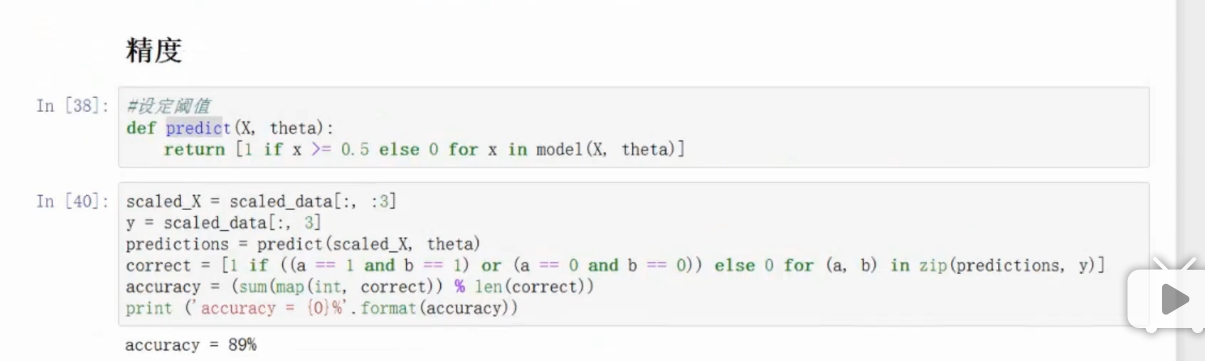 精度
In [38]:
#设定阈值
def predict(X, theta):
    return [1 if x >= 0.5 else 0 for x in model(X, theta)]
In [40]:
scaled_X = scaled_data[:, :3]
y = scaled_data[:, 3]
predictions = predict(scaled_X, theta)
correct = [1 if ((a == 1 and b == 1) or (a == 0 and b == 0)) else 0 for (a, b) in zip(predictions, y)]
accuracy = (sum(map(int, correct)) % len(correct))
print ('accuracy = {0}%'.format(accuracy))
accuracy = 89%